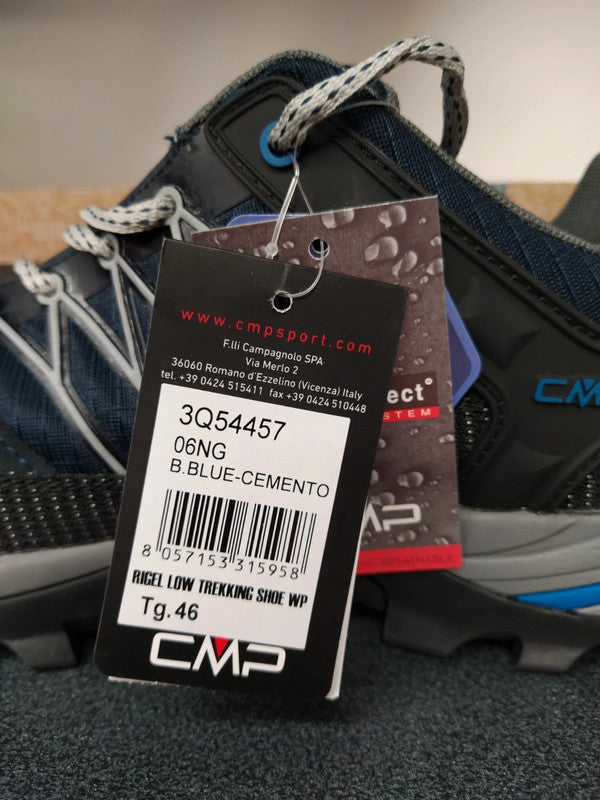 www.cmpsport.com
F.lli Campagnolo SPA
Via Merlo 2
36060 Romano d'Ezzelino (Vicenza) Italy
tel. +39 0424 515411 fax +39 0424 510448
3Q54457
06NG
B.BLUE-CEMENTO
8 057153 315958
RIGEL LOW TREKKING SHOE WP
Tg.46
CMP
BREATHABLE
CMP